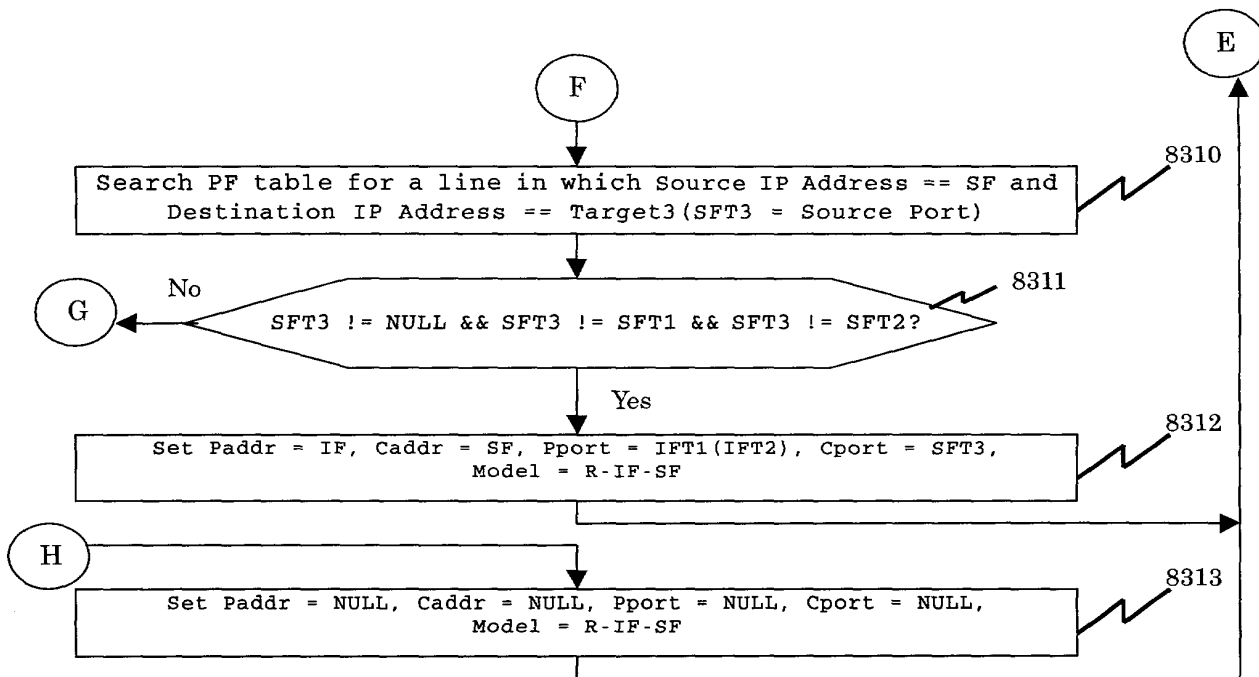 E
F
8310
Search PF table for a line in which Source IP Address == SF and
Destination IP Address == Target3(SFT3 = Source Port)
No
8311
G
SFT3 != NULL && SFT3 != SFT1 && SFT3 != SFT2?
Yes
8312
Set Paddr = IF, Caddr = SF, Pport = IFT1(IFT2), Cport = SFT3,
Model = R-IF-SF
H
8313
Set Paddr = NULL, Caddr = NULL, Pport = NULL, Cport = NULL,
Model = R-IF-SF